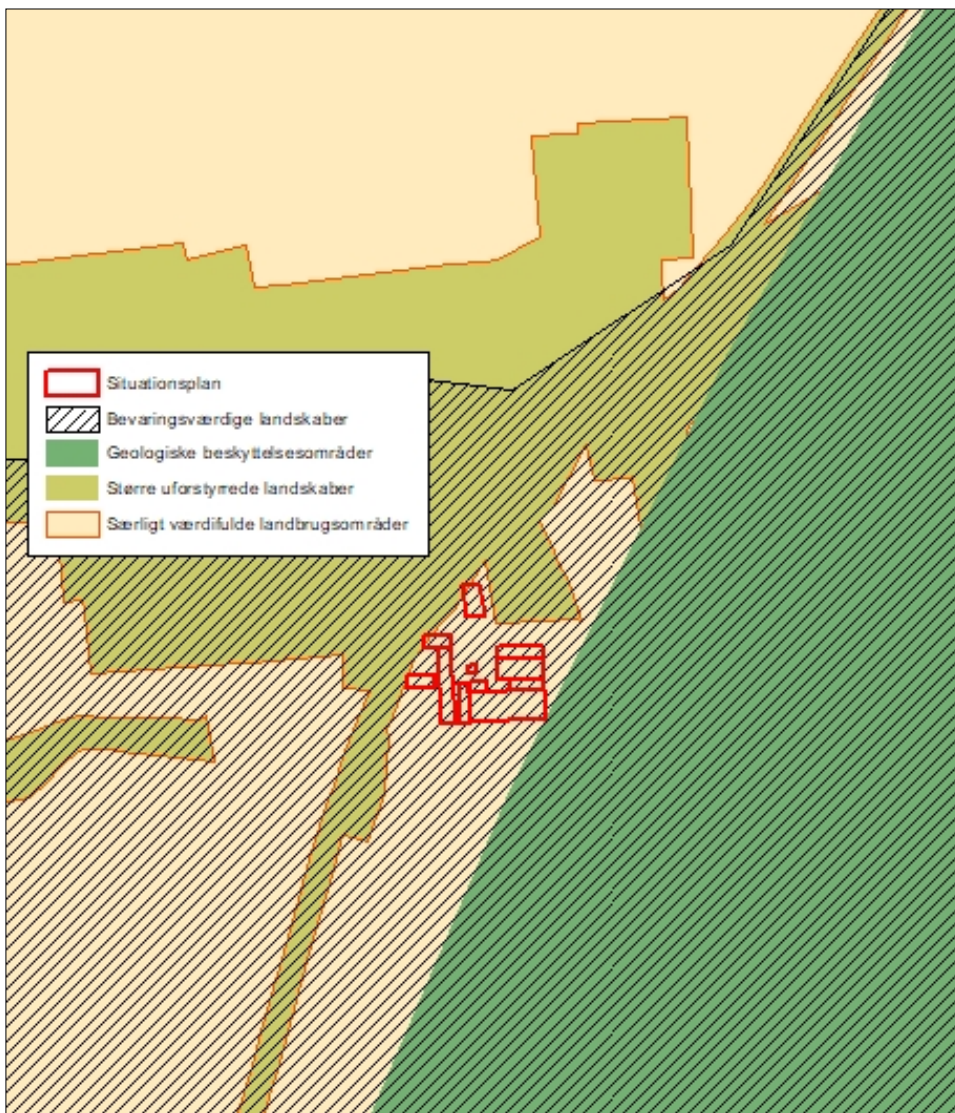 Situationsplan
Bevaringsværdige landskaber
Geologiske beskyttelsesområder
Større uforstyrrede landskaber
Særligt værdifulde landbrugsområder